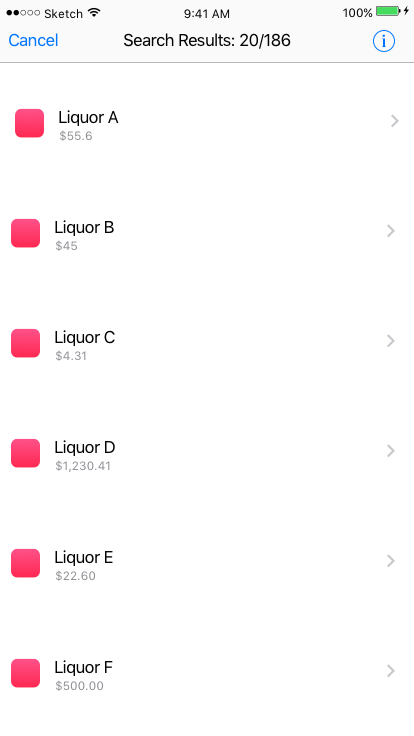 Sketch 9:41 AM 100%
Cancel Search Results: 20/186 i
Liquor A
$55.6
Liquor B
$45
Liquor C
$4.31
Liquor D
$1,230.41
Liquor E
$22.60
Liquor F
$500.00